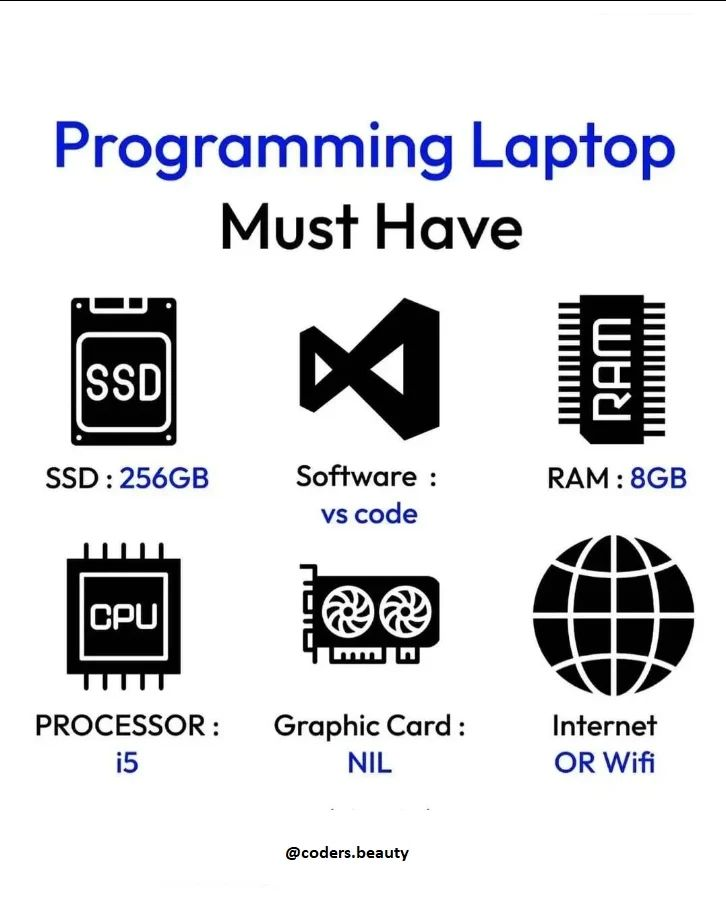 Programming Laptop
Must Have
SSD
RAM
SSD : 256GB
Software :
vs code
RAM : 8GB
CPU
PROCESSOR :
i5
Graphic Card :
NIL
Internet
OR Wifi
@coders.beauty